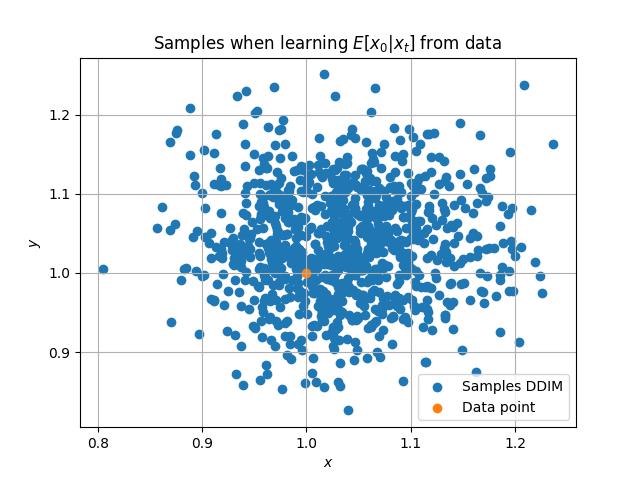 Samples when learning E[x₀|xₜ] from data
y
1.2
1.1
1.0
0.9
0.8 0.9 1.0 1.1 1.2
x
Samples DDIM
Data point